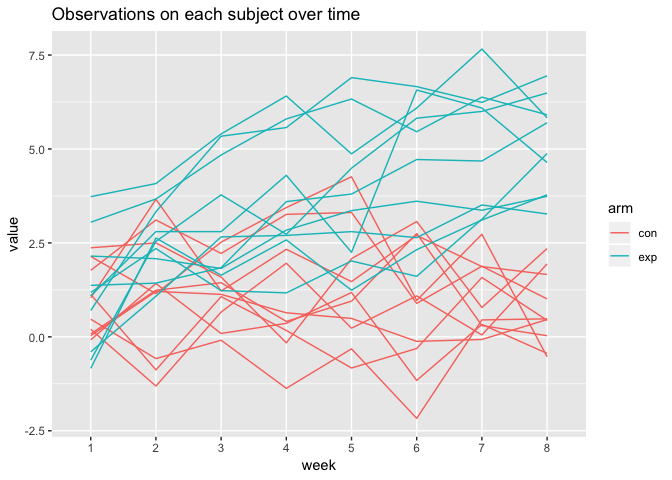 Observations on each subject over time
7.5
5.0
2.5
0.0
-2.5
value
1 2 3 4 5 6 7 8
week
arm
con
exp